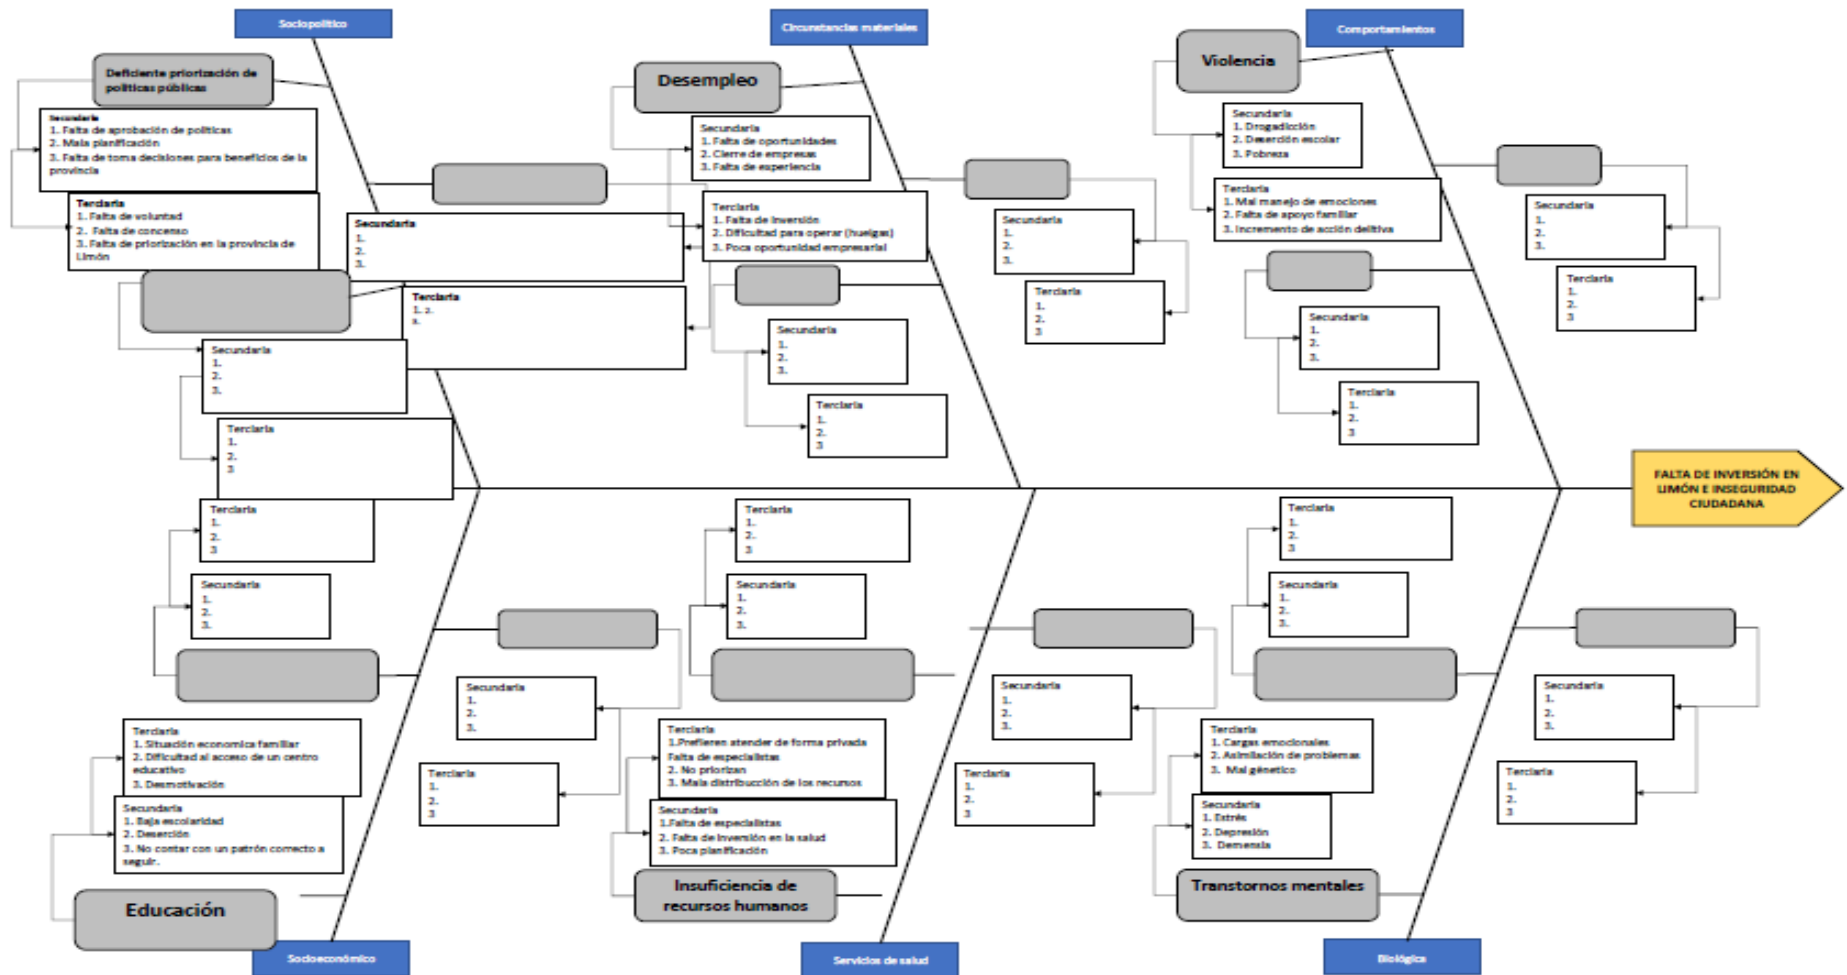 Sociopolítico
Circunstancias materiales
Comportamientos
Deficiente priorización de
políticas públicas
Secundaria
1. Falta de aprobación de políticas
2. Mala planificación
3. Falta de toma decisiones para beneficios de la
provincia
Terciaria
1. Falta de voluntad
2. Falta de concenso
3. Falta de priorización en la provincia de
Limón
Secundaria
1.
2.
3.
Terciaria
1. 2.
3.
Secundaria
1.
2.
3.
Terciaria
1.
2.
3
Desempleo
Secundaria
1. Falta de oportunidades
2. Cierre de empresas
3. Falta de experiencia
Terciaria
1. Falta de inversión
2. Dificultad para operar (huelgas)
3. Poca oportunidad empresarial
Secundaria
1.
2.
3.
Terciaria
1.
2.
3
Secundaria
1.
2.
3.
Terciaria
1.
2.
3
Violencia
Secundaria
1. Drogadicción
2. Deserción escolar
3. Pobreza
Terciaria
1. Mal manejo de emociones
2. Falta de apoyo familiar
3. Incremento de acción delitiva
Secundaria
1.
2.
3.
Terciaria
1.
2.
3
Secundaria
1.
2.
3.
Terciaria
1.
2.
3
FALTA DE INVERSIÓN EN
LIMÓN E INSEGURIDAD
CIUDADANA
Terciaria
1.
2.
3
Secundaria
1.
2.
3.
Secundaria
1.
2.
3.
Terciaria
1.
2.
3
Terciaria
1. Situación economica familiar
2. Dificultad al acceso de un centro
educativo
3. Desmotivación
Secundaria
1. Baja escolaridad
2. Deserción
3. No contar con un patrón correcto a
seguir.
Educación
Socioeconómico
Terciaria
1.
2.
3
Secundaria
1.
2.
3.
Secundaria
1.
2.
3.
Terciaria
1.
2.
3
Terciaria
1.Prefieren atender de forma privada
Falta de especialistas
2. No priorizan
3. Mala distribucción de los recursos
Secundaria
1.Falta de especialistas
2. Falta de inversión en la salud
3. Poca planificación
Insuficiencia de
recursos humanos
Servicios de salud
Terciaria
1.
2.
3
Secundaria
1.
2.
3.
Secundaria
1.
2.
3.
Terciaria
1.
2.
3
Terciaria
1. Cargas emocionales
2. Asimilación de problemas
3. Mal génetico
Secundaria
1. Estrés
2. Depresión
3. Demensia
Transtornos mentales
Biológica